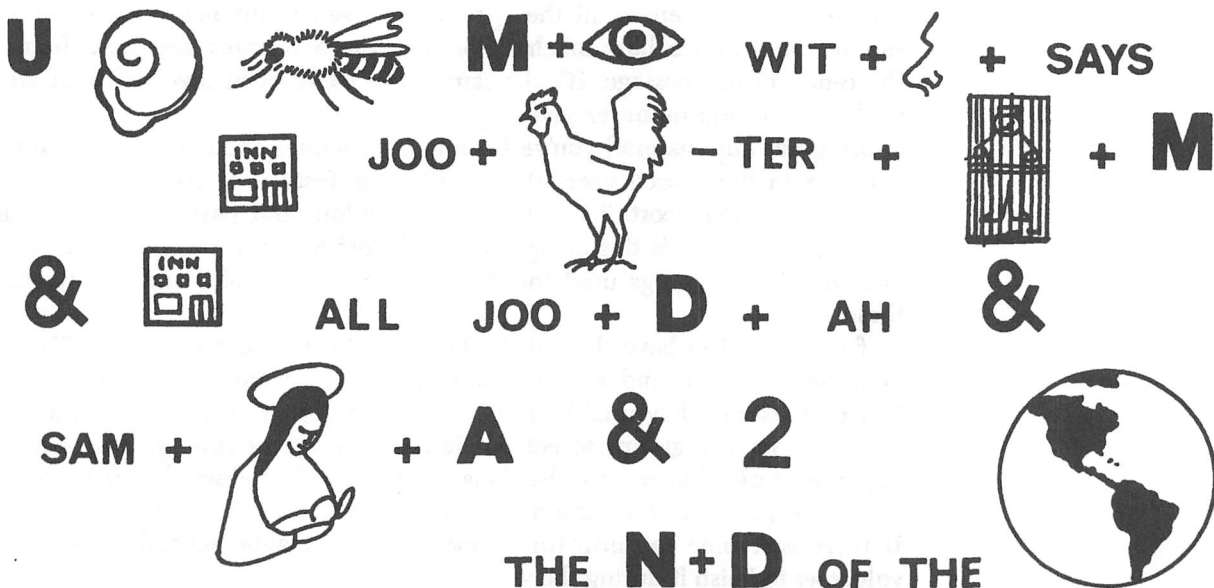 U M + WIT + + SAYS
INN JOO + - TER + + M
& INN ALL JOO + D + AH &
SAM + + A & 2
THE N + D OF THE